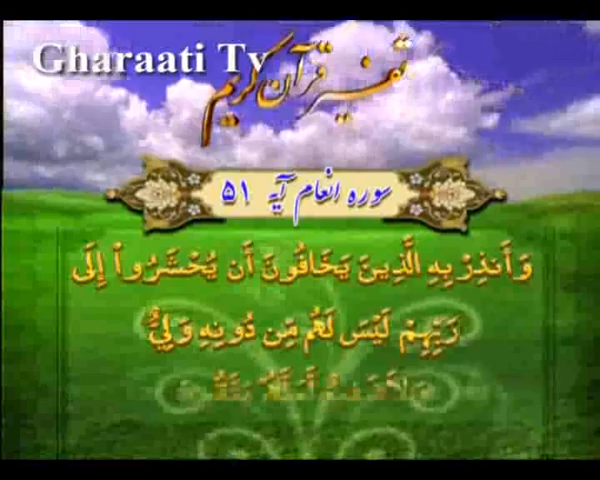 Gharaati Tv
تفسیر قرآن کریم
سوره انعام آیه ۵۱
وَأَنذِرْ بِهِ الَّذِينَ يَخَافُونَ أَن يُحْشَرُواْ إِلَى
رَبِّهِمْ لَيْسَ لَهُم مِّن دُونِهِ وَلِيٌّ